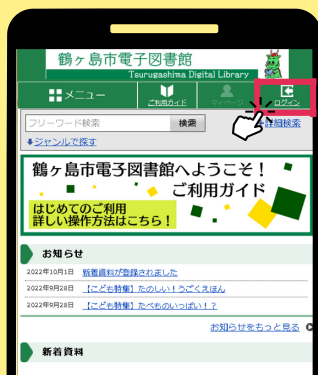 鶴ヶ島市電子図書館
Tsurugashima Digital Library
メニュー
ご利用ガイド
マイページ
ログイン
フリーワード検索
検索
詳細検索
ジャンルで探す
鶴ヶ島市電子図書館へようこそ！
ご利用ガイド
はじめてのご利用
詳しい操作方法はこちら！
お知らせ
2022年10月1日 新着資料が登録されました
2022年9月28日 【こども特集】たのしい！うごくえほん
2022年9月28日 【こども特集】たべものいっぱい！？
お知らせをもっと見る
新着資料